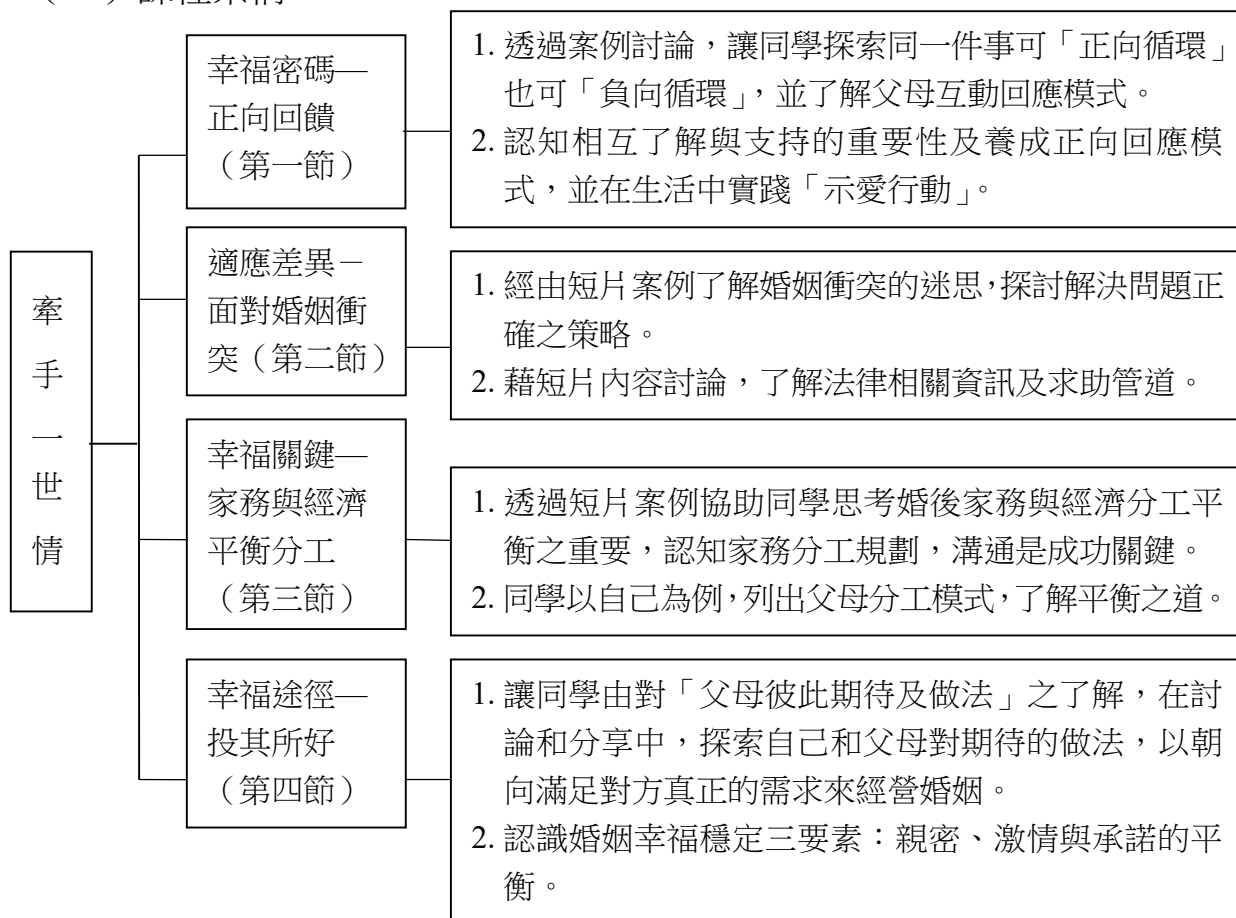 幸福密碼—
正向回饋
（第一節）
1. 透過案例討論，讓同學探索同一件事可「正向循環」
也可「負向循環」，並了解父母互動回應模式。
2. 認知相互了解與支持的重要性及養成正向回應模
式，並在生活中實踐「示愛行動」。
牽
手
一
世
情
適應差異－
面對婚姻衝
突（第二節）
1. 經由短片案例了解婚姻衝突的迷思，探討解決問題正
確之策略。
2. 藉短片內容討論，了解法律相關資訊及求助管道。
幸福關鍵—
家務與經濟
平衡分工
（第三節）
1. 透過短片案例協助同學思考婚後家務與經濟分工平
衡之重要，認知家務分工規劃，溝通是成功關鍵。
2. 同學以自己為例，列出父母分工模式，了解平衡之道。
幸福途徑—
投其所好
（第四節）
1. 讓同學由對「父母彼此期待及做法」之了解，在討
論和分享中，探索自己和父母對期待的做法，以朝
向滿足對方真正的需求來經營婚姻。
2. 認識婚姻幸福穩定三要素：親密、激情與承諾的平
衡。